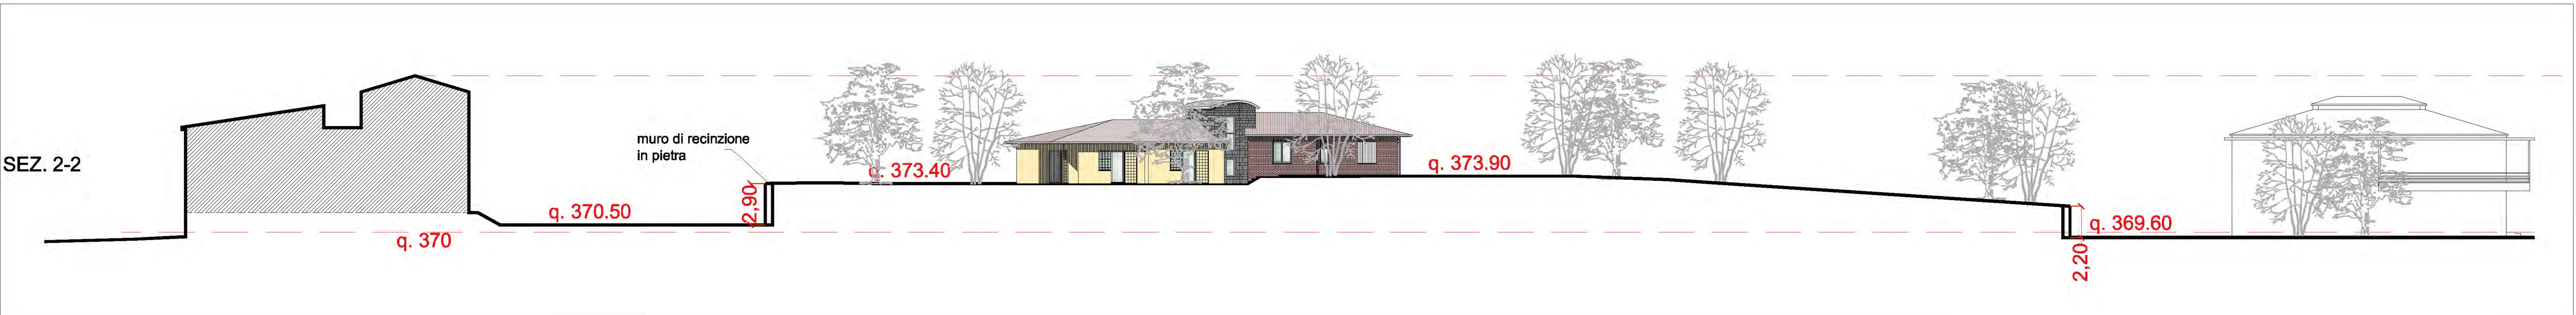 SEZ. 2-2
q. 370
q. 370.50
muro di recinzione
in pietra
2,90
q. 373.40
q. 373.90
2,20
q. 369.60